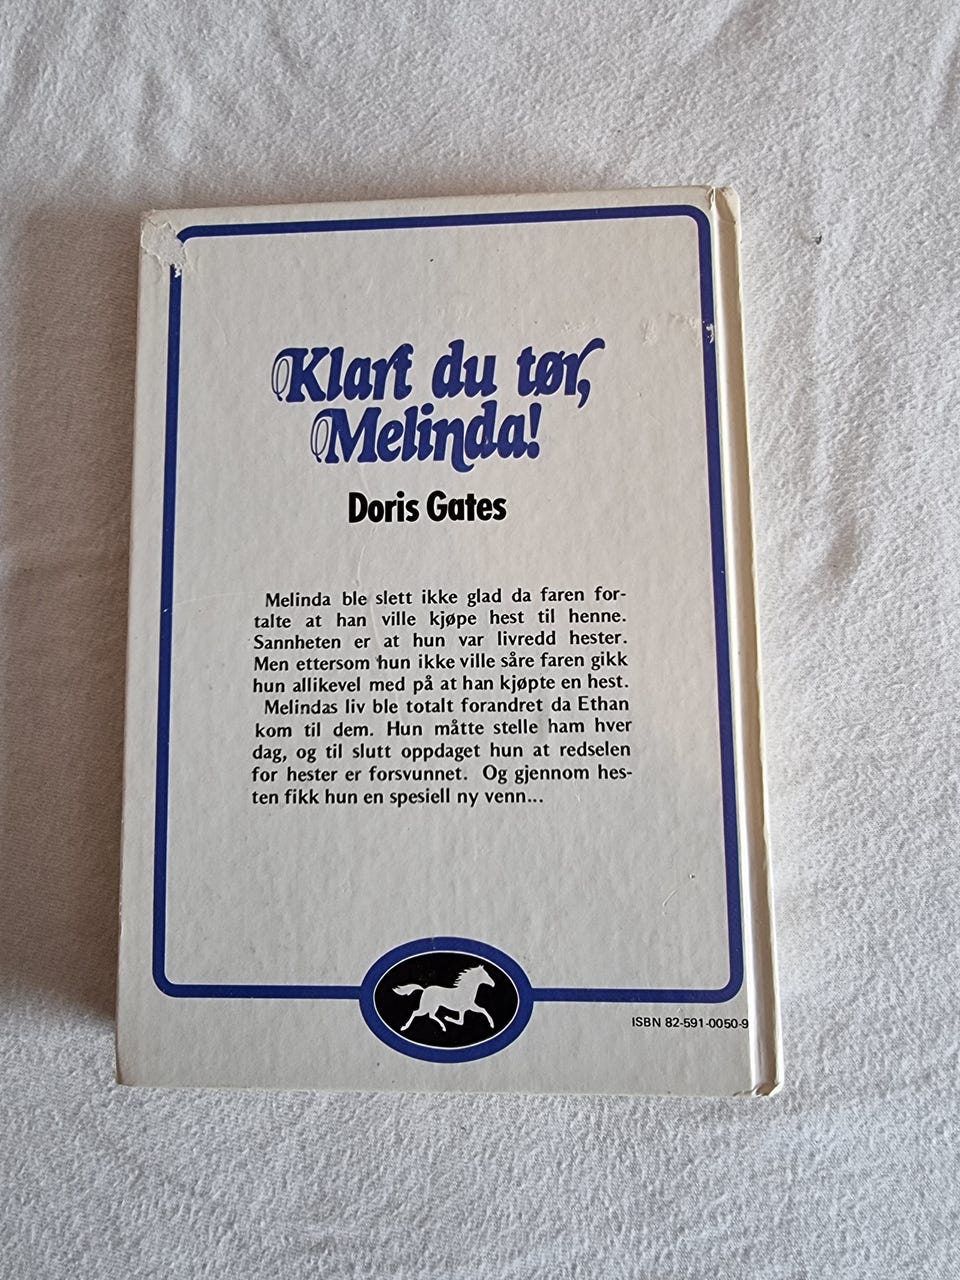 Klart du tør,
Melinda!
Doris Gates
Melinda ble slett ikke glad da faren for-
talte at han ville kjøpe hest til henne.
Sannheten er at hun var livredd hester.
Men ettersom hun ikke ville såre faren gikk
hun allikevel med på at han kjøpte en hest.
Melindas liv ble totalt forandret da Ethan
kom til dem. Hun måtte stelle ham hver
dag, og til slutt oppdaget hun at redselen
for hester er forsvunnet. Og gjennom hes-
ten fikk hun en spesiell ny venn...
ISBN 82-591-0050-9